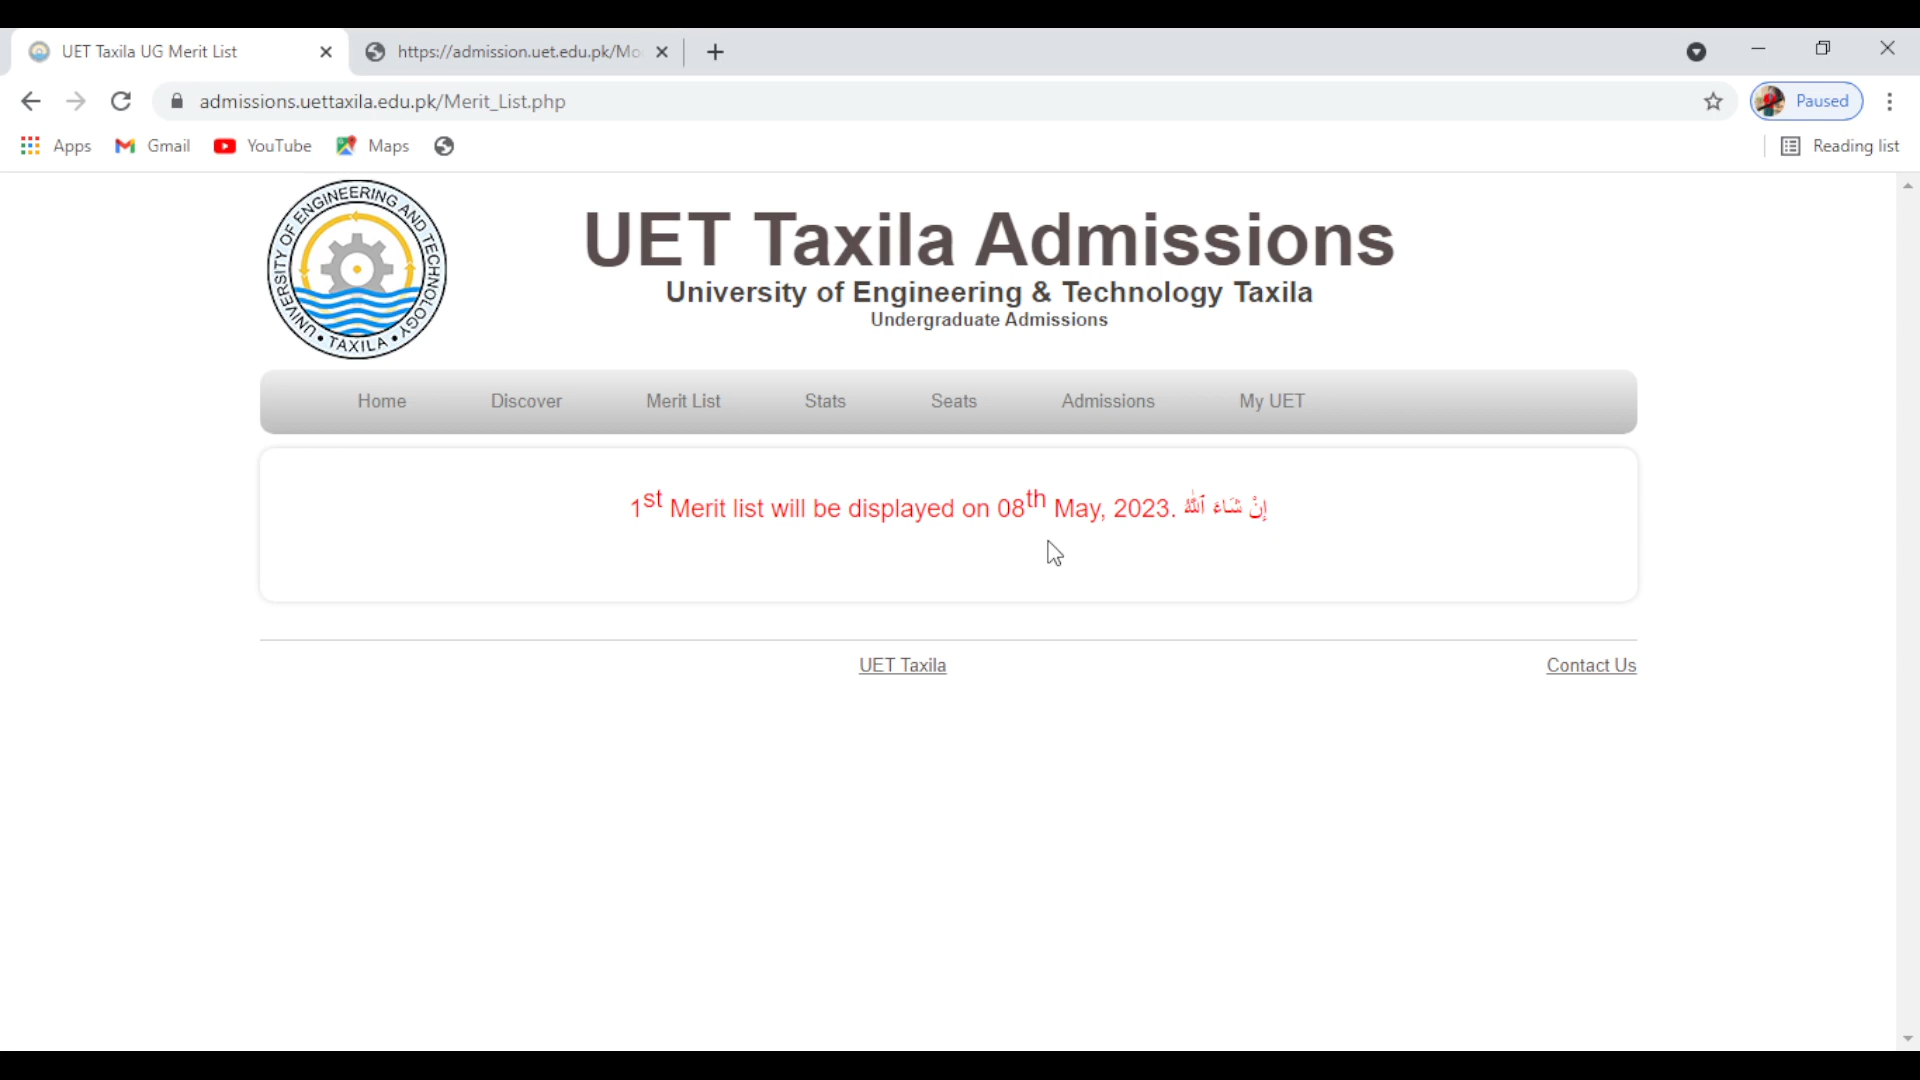 UET Taxila UG Merit List
https://admission.uet.edu.pk/Mo
admissions.uettaxila.edu.pk/Merit_List.php
Paused
Apps Gmail YouTube Maps
Reading list
UNIVERSITY OF ENGINEERING AND TECHNOLOGY
• TAXILA •
UET Taxila Admissions
University of Engineering & Technology Taxila
Undergraduate Admissions
Home Discover Merit List Stats Seats Admissions My UET
1st Merit list will be displayed on 08th May, 2023. إِنْ شَاءَ ٱللَّٰهُ
UET Taxila Contact Us